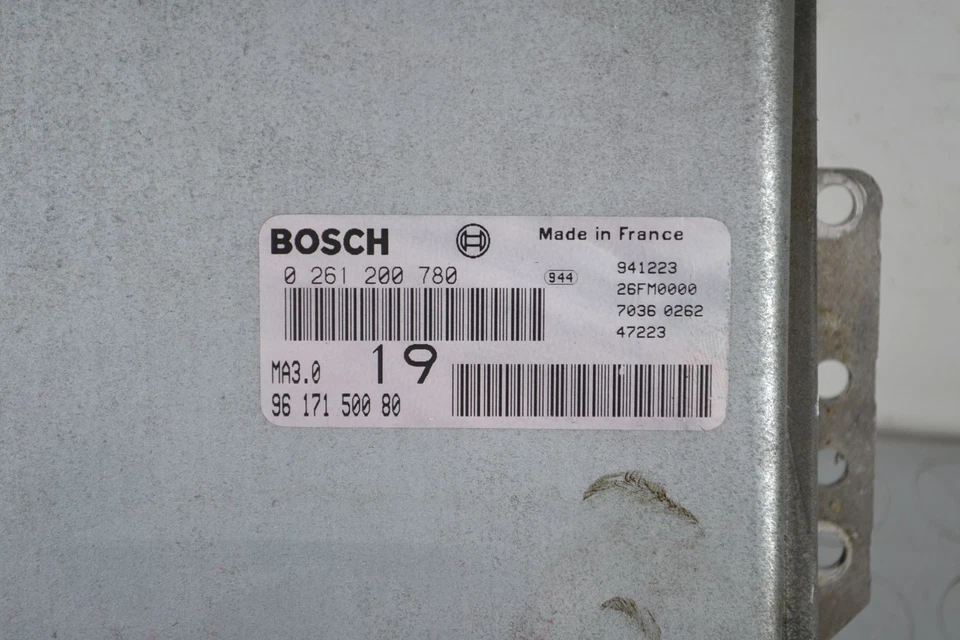 BOSCH
Made in France
0 261 200 780
944
941223
26FM0000
7036 0262
47223
MA3.0
19
96 171 500 80